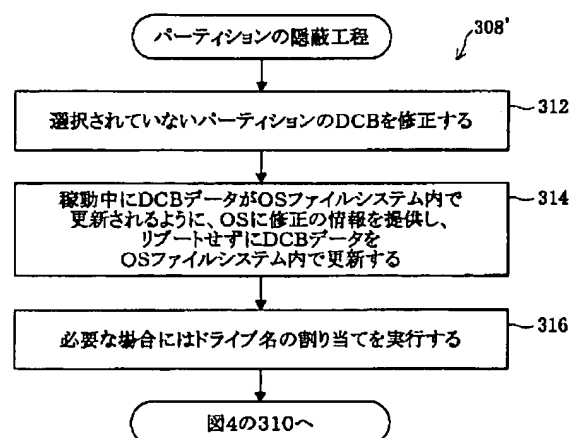 パーティションの隠蔽工程
308'
選択されていないパーティションのDCBを修正する
312
稼動中にDCBデータがOSファイルシステム内で
更新されるように、OSに修正の情報を提供し、
リブートせずにDCBデータを
OSファイルシステム内で更新する
314
必要な場合にはドライブ名の割り当てを実行する
316
図4の310へ